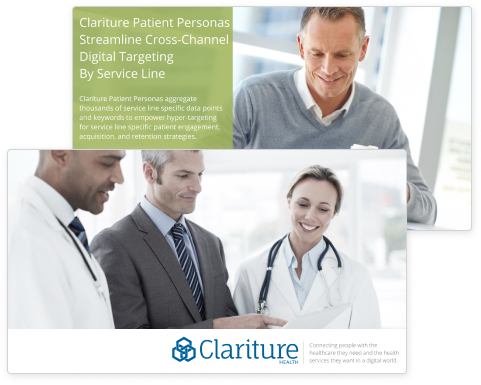 Clariture Patient Personas
Streamline Cross-Channel
Digital Targeting
By Service Line
Clariture Patient Personas aggregate
thousands of service line specific data points
and keywords to empower hyper-targeting
for service line specific patient engagement,
acquisition, and retention strategies.
Clariture
HEALTH
Connecting people with the
healthcare they need and the health
services they want in a digital world.